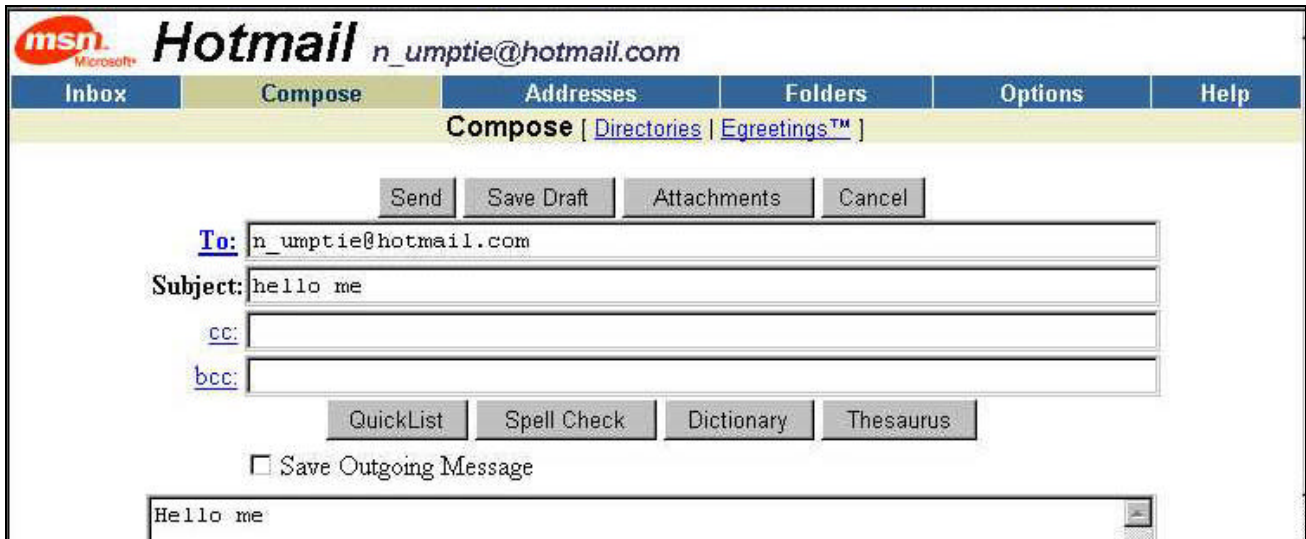 msn. Microsoft Hotmail n_umptie@hotmail.com
Inbox Compose Addresses Folders Options Help
Compose [ Directories | Egreetings™ ]
Send Save Draft Attachments Cancel
To: n_umptie@hotmail.com
Subject: hello me
cc:
bcc:
QuickList Spell Check Dictionary Thesaurus
Save Outgoing Message
Hello me